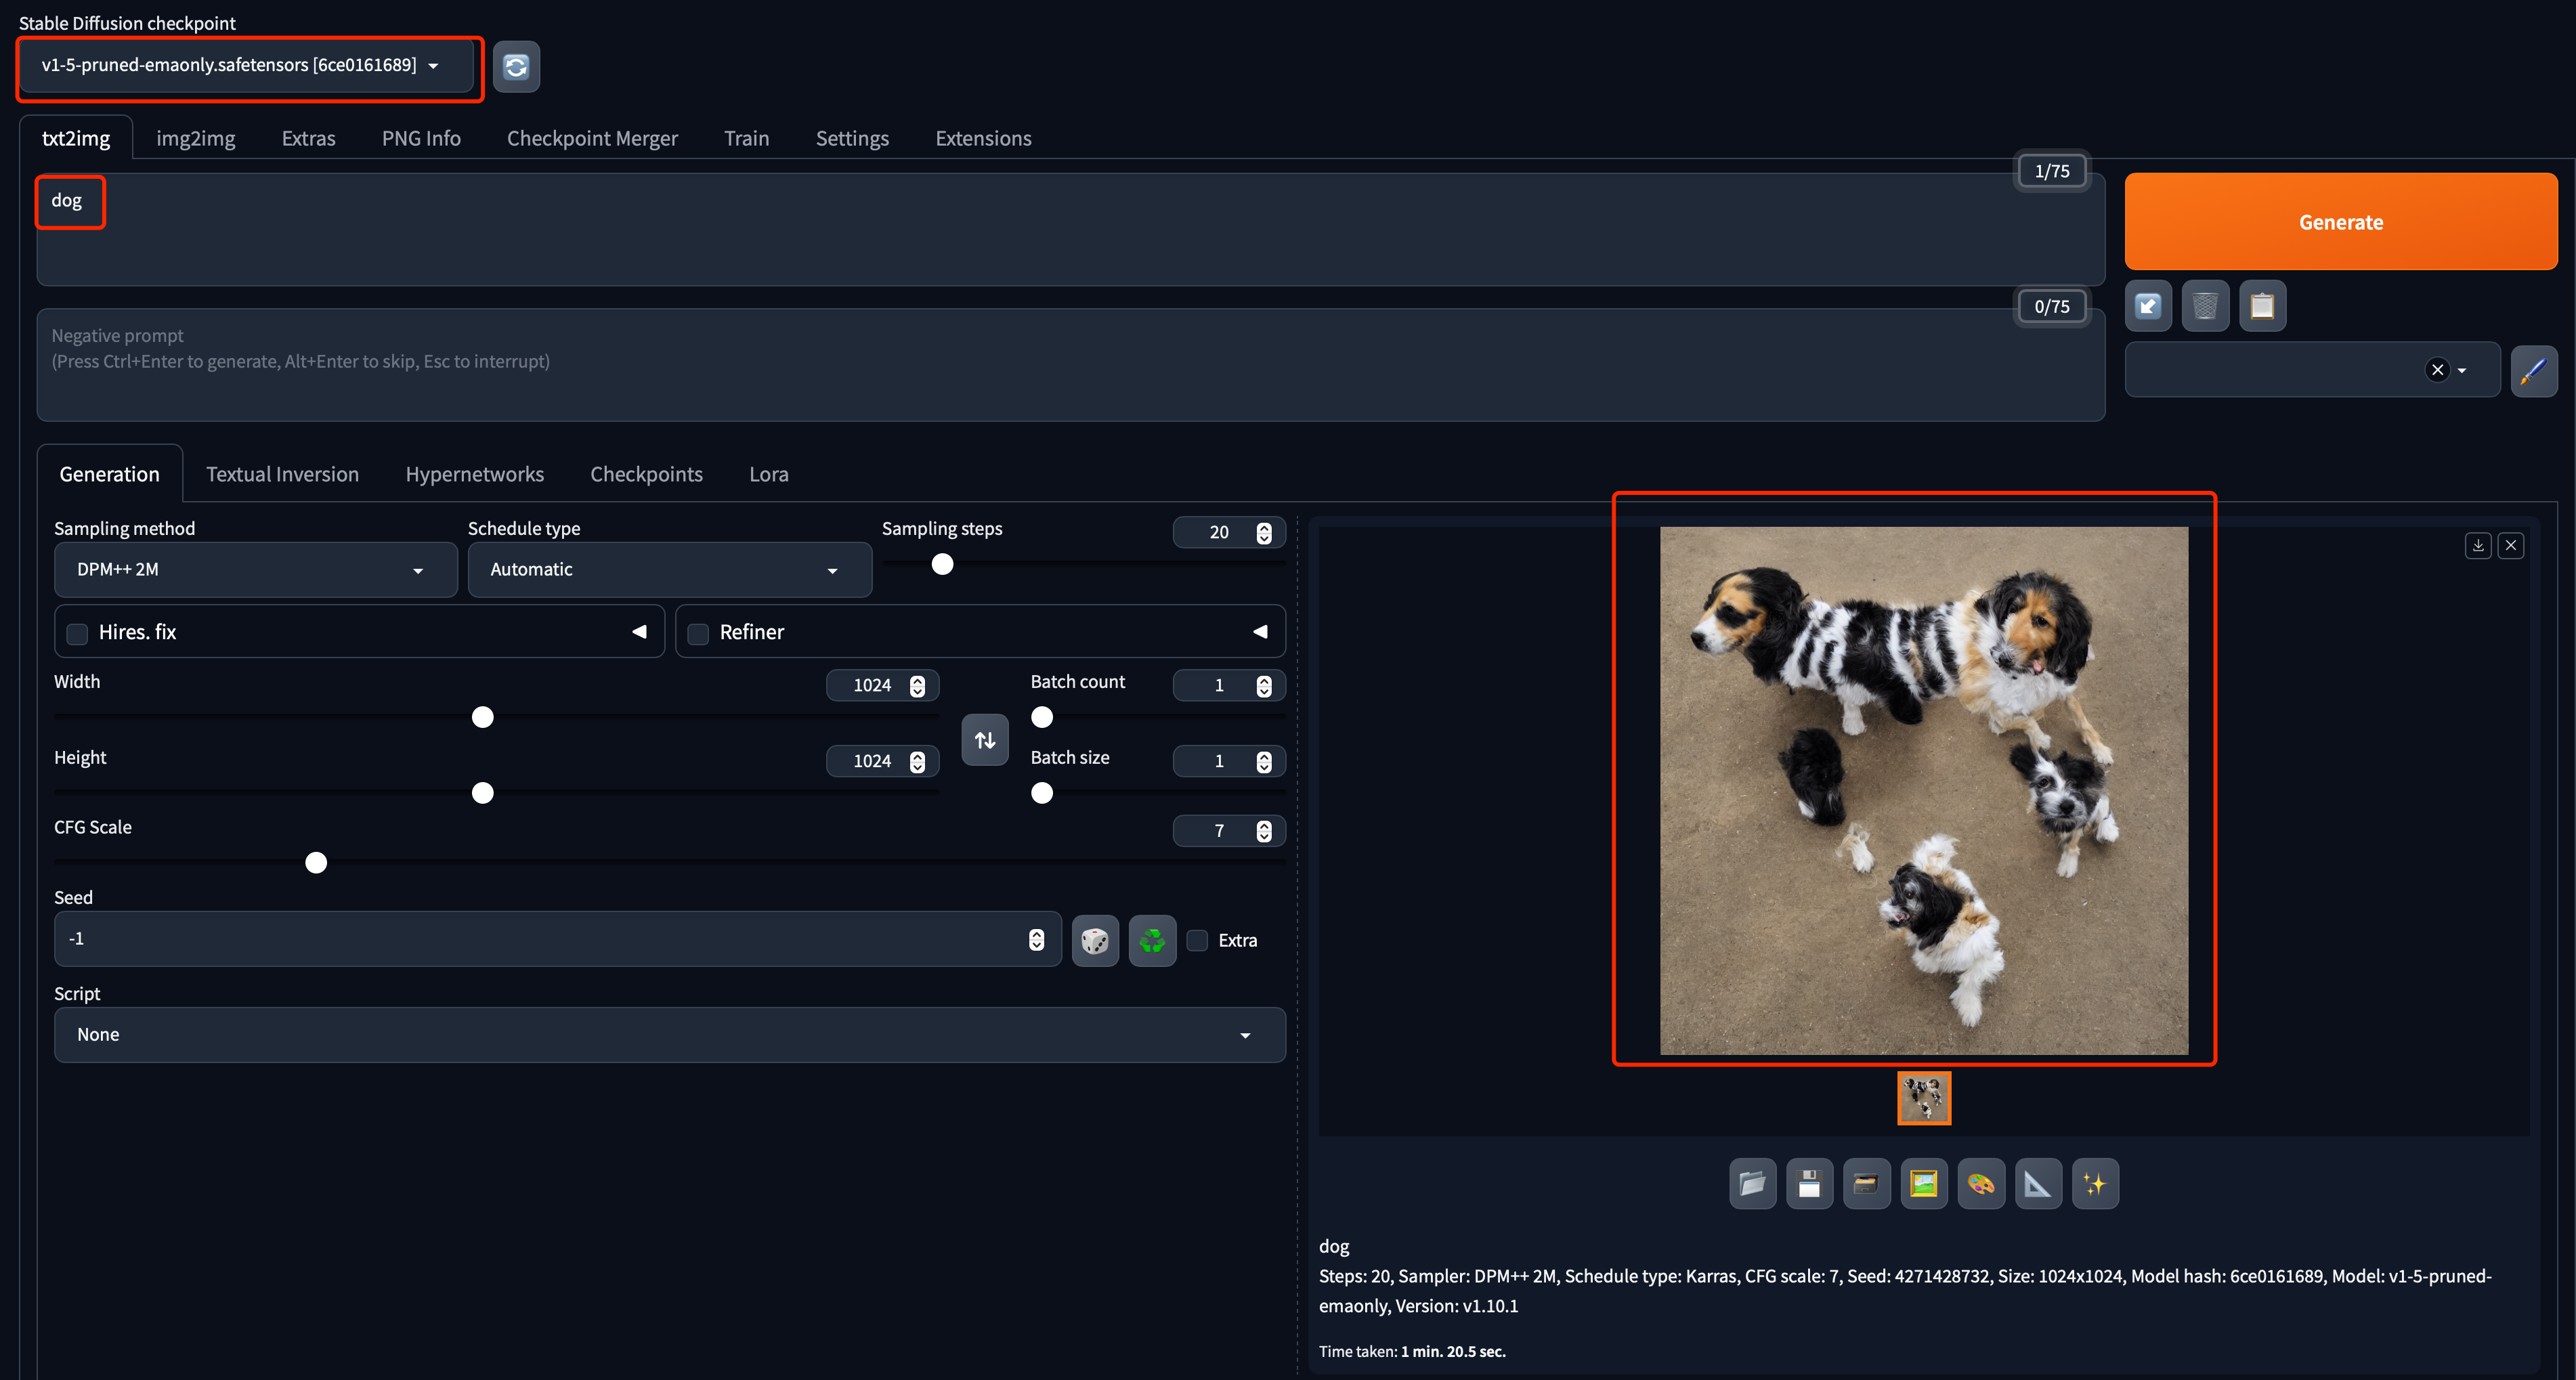 Stable Diffusion checkpoint
v1-5-pruned-emaonly.safetensors [6ce0161689]
txt2img img2img Extras PNG Info Checkpoint Merger Train Settings Extensions
1/75
dog
Generate
0/75
Negative prompt
(Press Ctrl+Enter to generate, Alt+Enter to skip, Esc to interrupt)
Generation Textual Inversion Hypernetworks Checkpoints Lora
Sampling method Schedule type Sampling steps 20
DPM++ 2M Automatic
Hires. fix Refiner
Width 1024 Batch count 1
Height 1024 Batch size 1
CFG Scale 7
Seed
-1 Extra
Script
None
dog
Steps: 20, Sampler: DPM++ 2M, Schedule type: Karras, CFG scale: 7, Seed: 4271428732, Size: 1024x1024, Model hash: 6ce0161689, Model: v1-5-pruned-
emaonly, Version: v1.10.1
Time taken: 1 min. 20.5 sec.